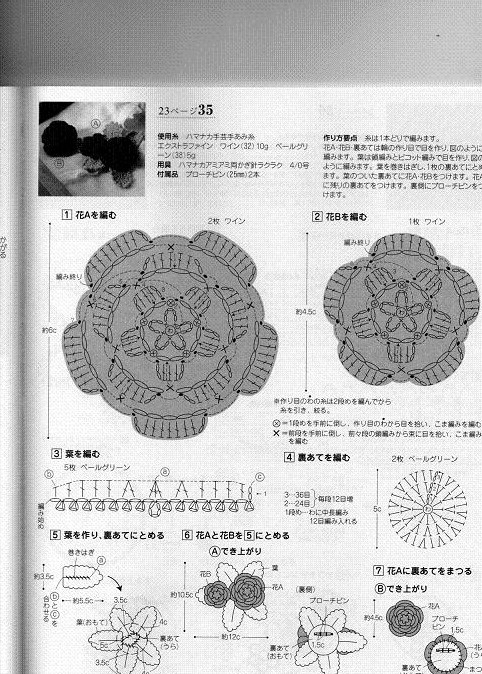 23ページ35
使用糸 ハマナカ手芸手あみ糸
エクストラファイン ワイン(32)10g ペールグリ
ーン(38)5g
用具 ハマナカアミアミ両かぎ針ラクラク 4/0号
付属品 ブローチピン(25mm)2本
作り方要点 糸は1本どりで編みます。
花A·花B·裏あては輪の作り目で目を作り、図のように
編みます。葉は鎖編みとピコット編みで目を作り、図の
ように編みます。葉を巻きはぎし、1枚の裏あてにとめ
ます。葉のついた裏あてに花A·花Bをつけます。花A
に残りの裏あてをつけます。裏側にブローチピンをつ
けます。
A
B
1 花Aを編む
2枚 ワイン
編み終り
約6c
2 花Bを編む
1枚 ワイン
編み終り
約4.5c
※作り目のわの糸は2段めを編んでから
糸を引き、絞る。
⊗=1段めを手前に倒し、作り目のわから目を拾い、こま編みを編む
×=前段を手前に倒し、前々段の鎖編みから束に目を拾い、こま編み
を編む
かがる
3 葉を編む
5枚 ペールグリーン
ⓑ
ⓐ
ⓒ
←1
編み始め
4 裏あてを編む
2枚 ペールグリーン
3…36目
2…24目
毎段12目増
1段め…わに中長編み
12目編み入れる
5c
5 葉を作り、裏あてにとめる
巻きはぎ
ⓐ
約3.5c
約5.5c
ⓑとⓒを
合わせる
3.5c
4c
葉(おもて)
5c
裏あて
(うら)
3.5c
6 花Aと花Bを5にとめる
Aでき上がり
花B
葉
花A
約10.5c
約12c
(裏側)
ブローチピン
1.5c
裏あて
(おもて)
7 花Aに裏あてをまつる
Bでき上がり
花A
約4.5c
ブローチ
ピン
1.5c
裏あて